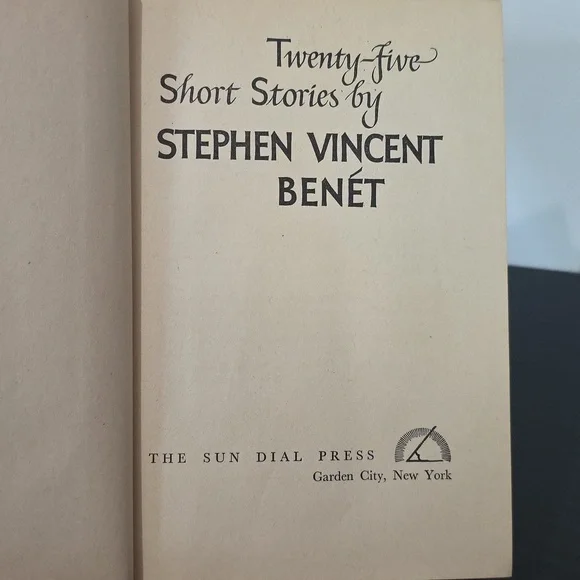 Twenty-Five
Short Stories by
STEPHEN VINCENT
BENÉT
THE SUN DIAL PRESS
Garden City, New York